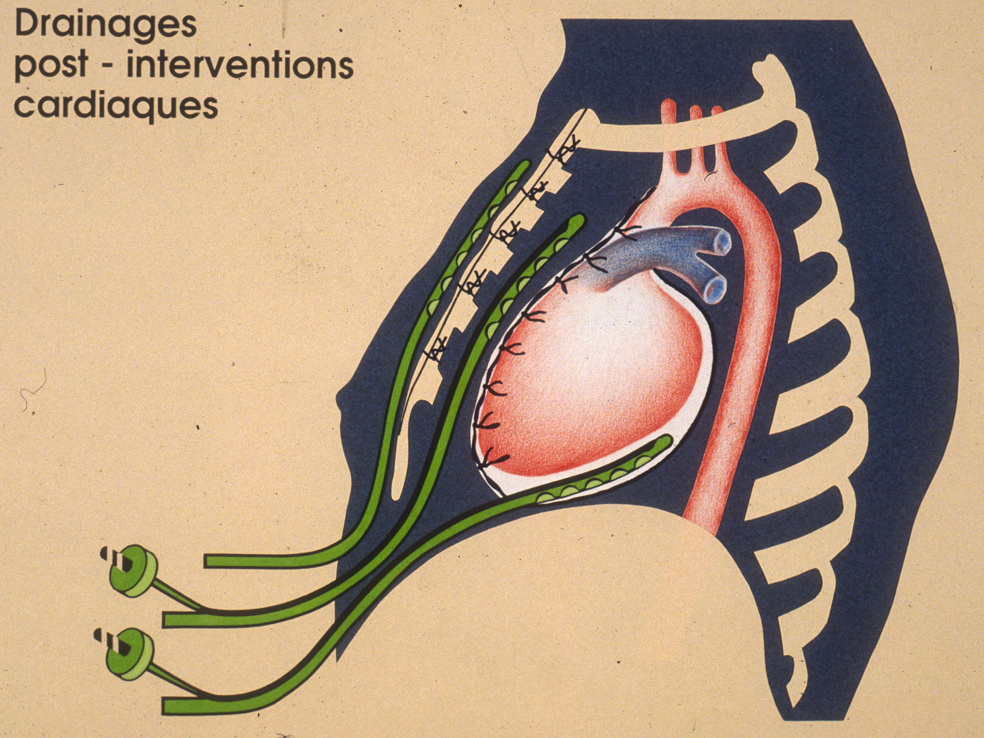 Drainages
post - interventions
cardiaques